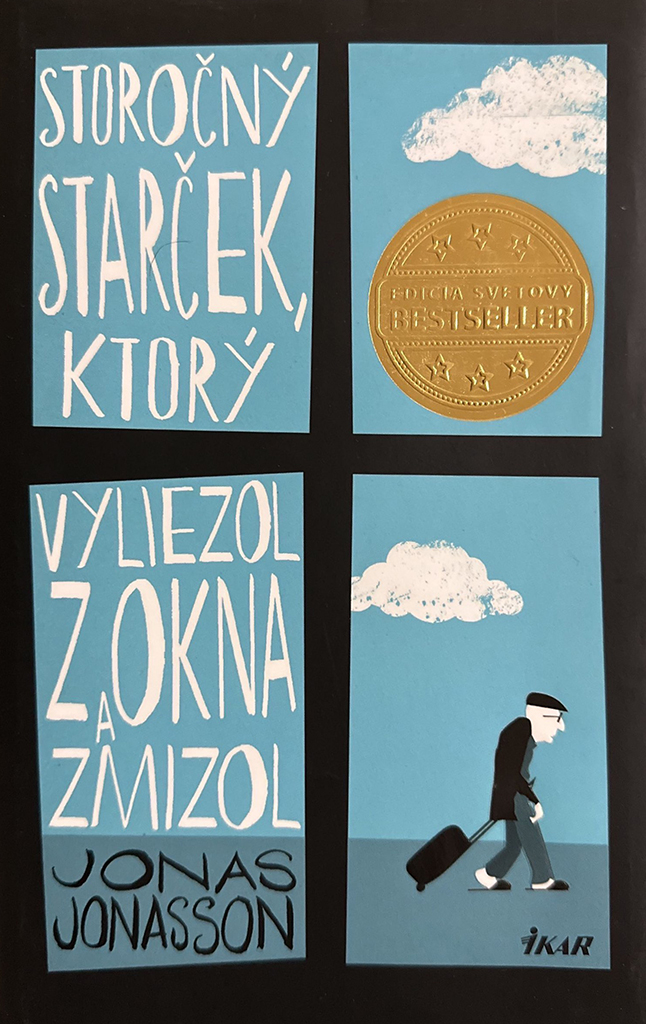 STOROČNÝ
STARČEK,
KTORÝ
EDÍCIA SVETOVÝ
BESTSELLER
VYLIEZOL
Z OKNA
A
ZMIZOL
JONAS
JONASSON
IKAR